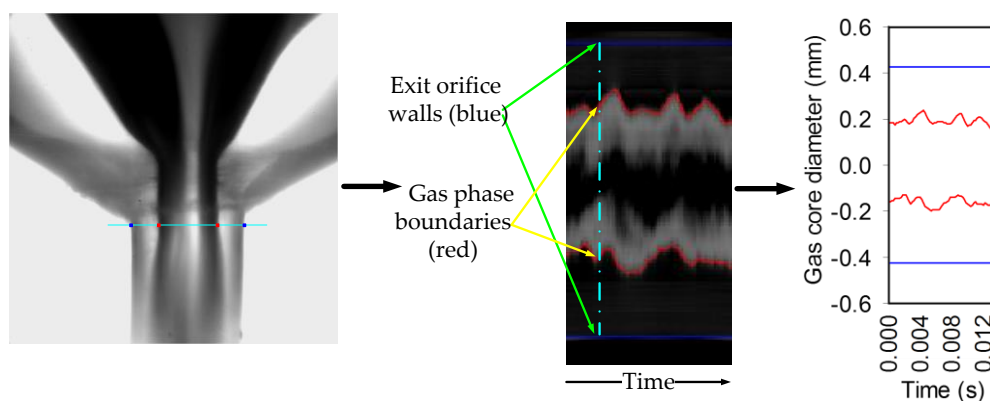 Exit orifice
walls (blue)
Gas phase
boundaries
(red)
Time
Gas core diameter (mm)
0.6
0.4
0.2
0.0
-0.2
-0.4
-0.6
0.000
0.004
0.008
0.012
Time (s)